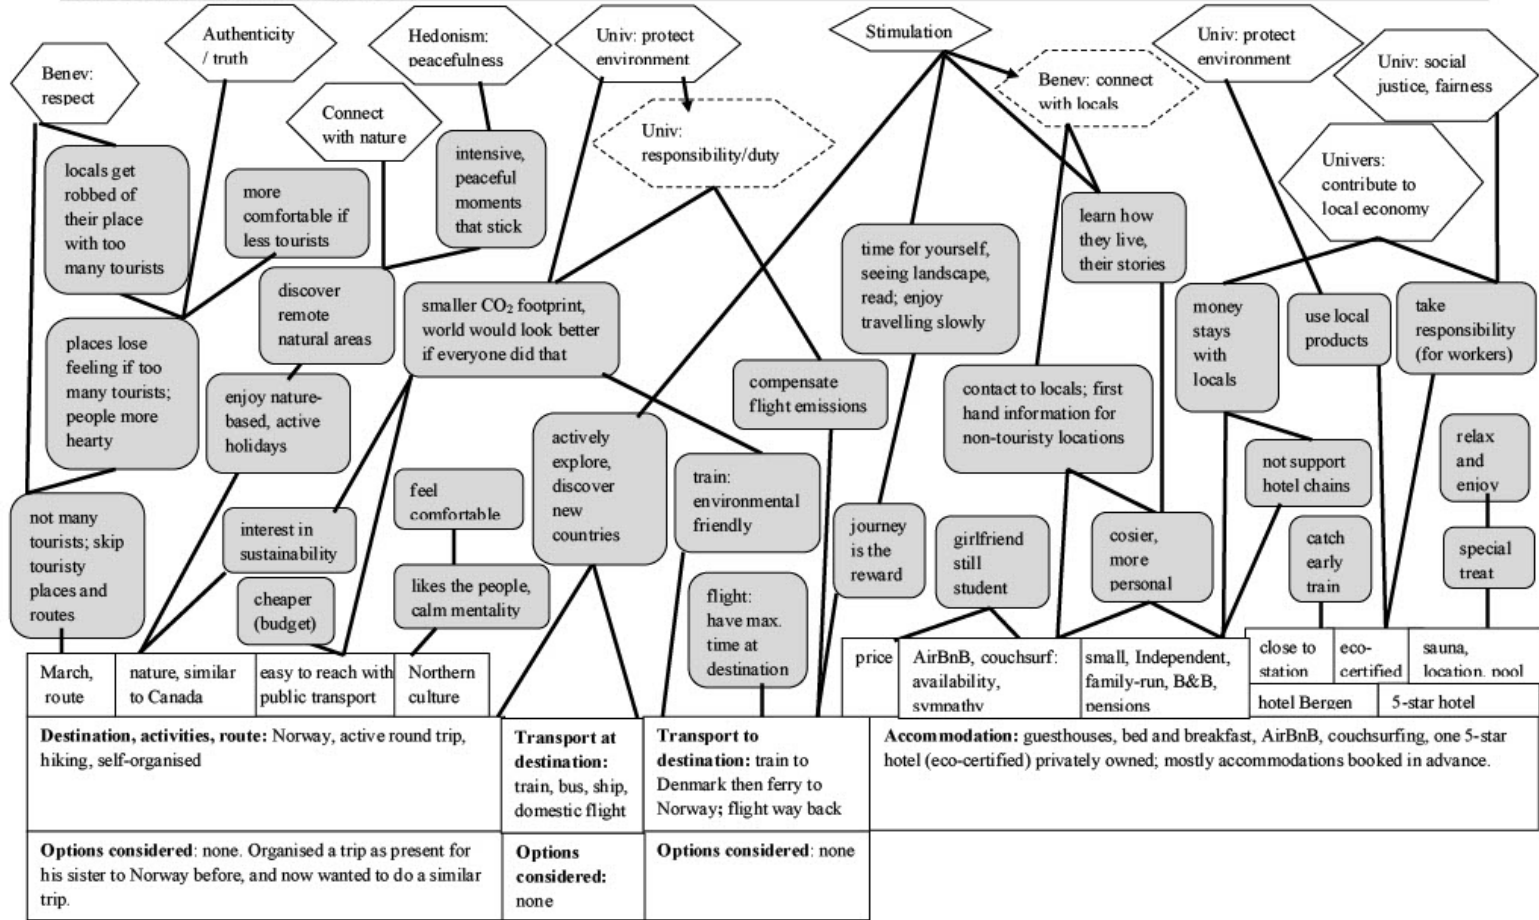 Benev:
respect
Authenticity
/ truth
Hedonism:
peacefulness
Univ: protect
environment
Stimulation
Univ: protect
environment
Univ: social
justice, fairness
Connect
with nature
Univ:
responsibility/duty
Benev: connect
with locals
Univers:
contribute to
local economy
locals get
robbed of
their place
with too
many tourists
more
comfortable if
less tourists
intensive,
peaceful
moments
that stick
discover
remote
natural areas
smaller CO₂ footprint,
world would look better
if everyone did that
time for yourself,
seeing landscape,
read; enjoy
travelling slowly
learn how
they live,
their stories
money
stays
with
locals
use local
products
take
responsibility
(for workers)
places lose
feeling if too
many tourists;
people more
hearty
enjoy nature-
based, active
holidays
compensate
flight emissions
contact to locals; first
hand information for
non-touristy locations
actively
explore,
discover
new
countries
train:
environmental
friendly
not support
hotel chains
relax
and
enjoy
not many
tourists; skip
touristy
places and
routes
interest in
sustainability
feel
comfortable
journey
is the
reward
girlfriend
still
student
cosier,
more
personal
catch
early
train
special
treat
cheaper
(budget)
likes the people,
calm mentality
flight:
have max.
time at
destination
March,
route
nature, similar
to Canada
easy to reach with
public transport
Northern
culture
price
AirBnB, couchsurf:
availability,
sympathy
small, Independent,
family-run, B&B,
pensions
close to
station
eco-
certified
sauna,
location, pool
hotel Bergen
5-star hotel
Destination, activities, route: Norway, active round trip,
hiking, self-organised
Transport at
destination:
train, bus, ship,
domestic flight
Transport to
destination: train to
Denmark then ferry to
Norway; flight way back
Accommodation: guesthouses, bed and breakfast, AirBnB, couchsurfing, one 5-star
hotel (eco-certified) privately owned; mostly accommodations booked in advance.
Options considered: none. Organised a trip as present for
his sister to Norway before, and now wanted to do a similar
trip.
Options
considered:
none
Options considered: none